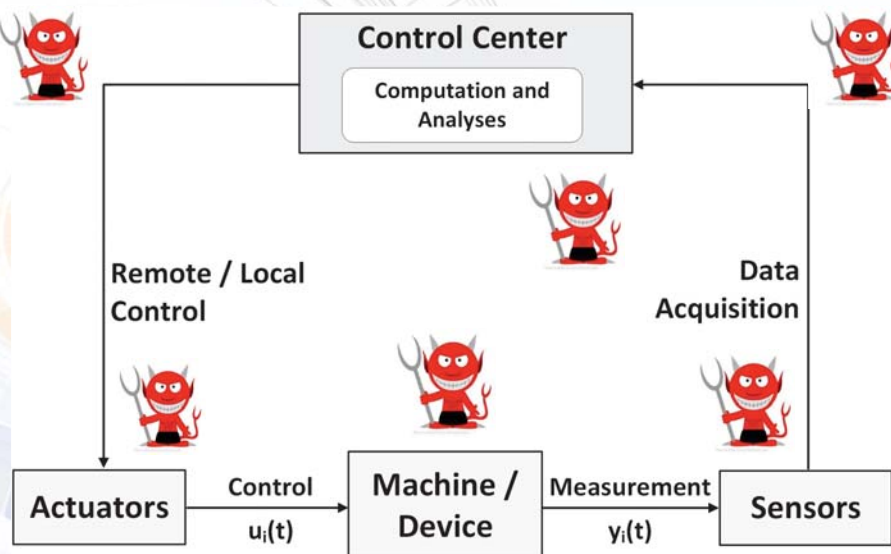 Control Center
Computation and
Analyses
Remote / Local
Control
Data
Acquisition
Actuators
Control
uᵢ(t)
Machine /
Device
Measurement
yᵢ(t)
Sensors